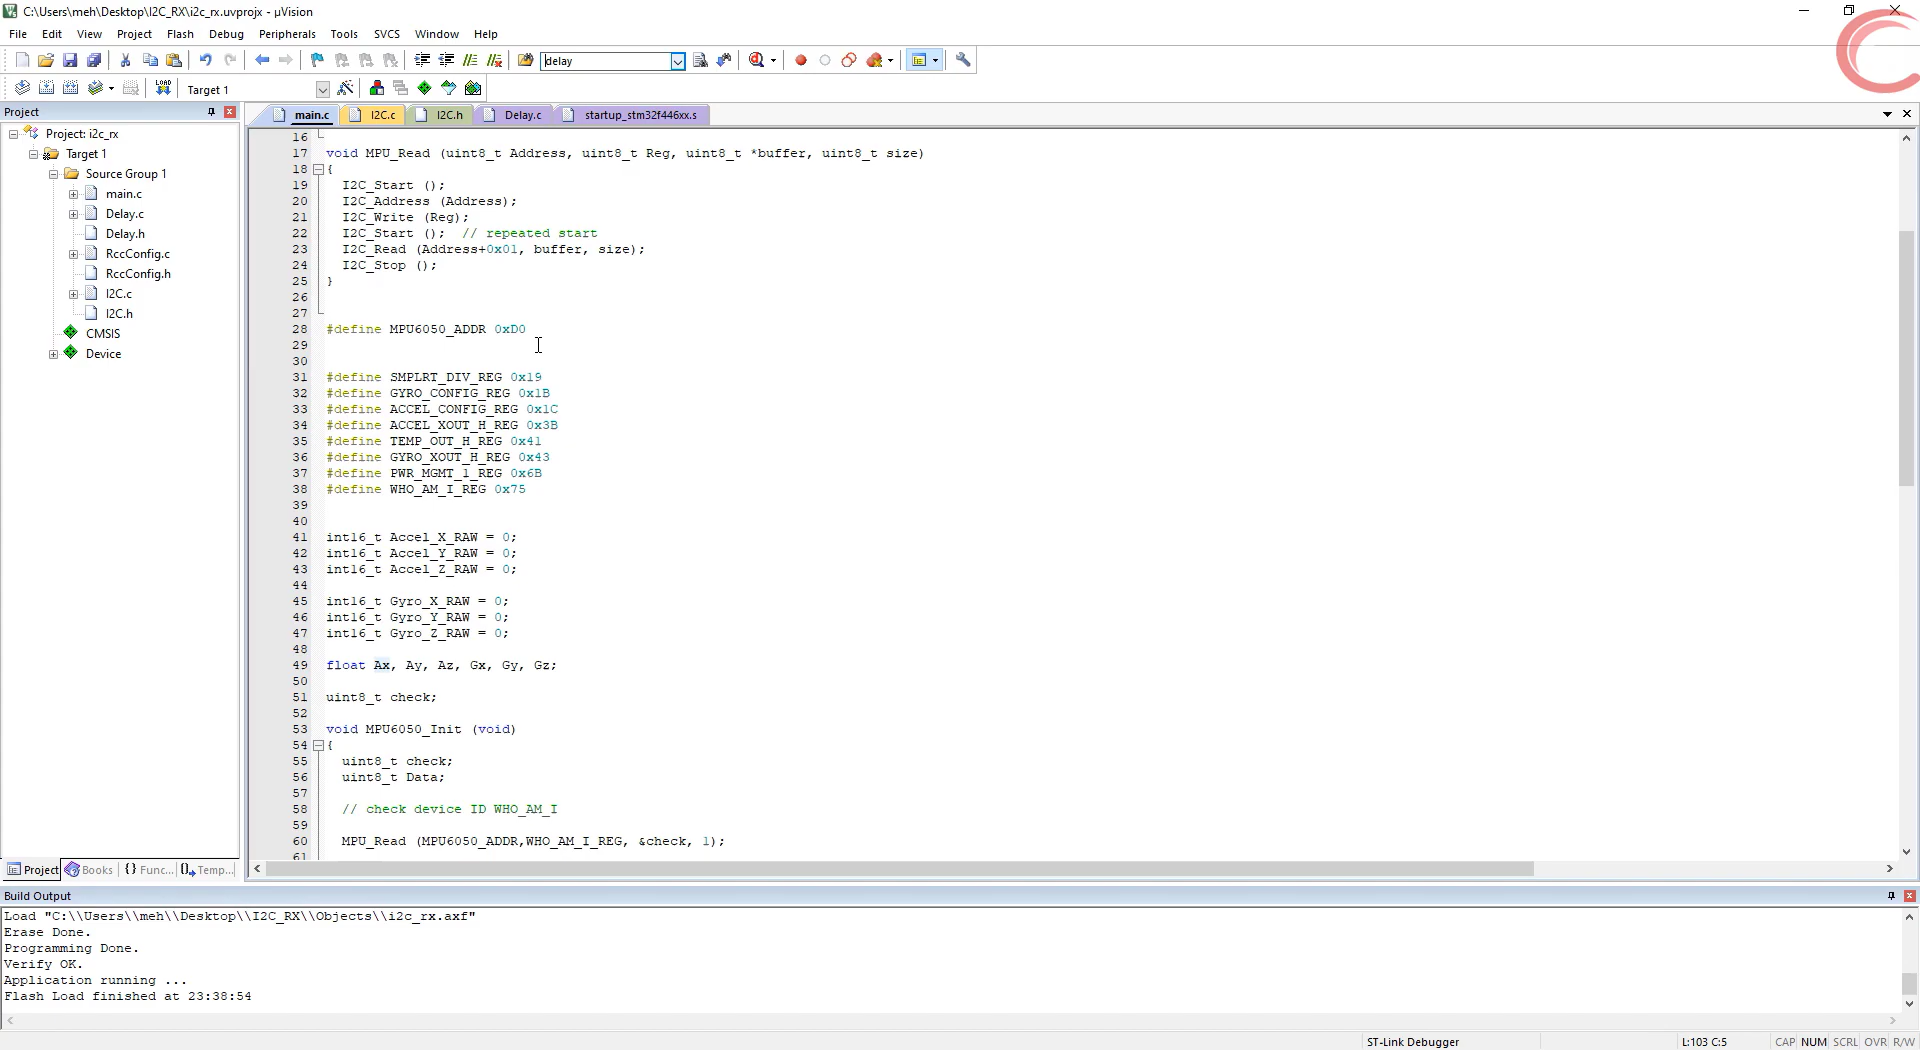 C:\Users\meh\Desktop\I2C_RX\i2c_rx.uvprojx - µVision
File Edit View Project Flash Debug Peripherals Tools SVCS Window Help
delay
LOAD Target 1
Project
main.c I2C.c I2C.h Delay.c startup_stm32f446xx.s
Project: i2c_rx
Target 1
Source Group 1
main.c
Delay.c
Delay.h
RccConfig.c
RccConfig.h
I2C.c
I2C.h
CMSIS
Device
16
17 void MPU_Read (uint8_t Address, uint8_t Reg, uint8_t *buffer, uint8_t size)
18 {
19 I2C_Start ();
20 I2C_Address (Address);
21 I2C_Write (Reg);
22 I2C_Start (); // repeated start
23 I2C_Read (Address+0x01, buffer, size);
24 I2C_Stop ();
25 }
26
27
28 #define MPU6050_ADDR 0xD0
29
30
31 #define SMPLRT_DIV_REG 0x19
32 #define GYRO_CONFIG_REG 0x1B
33 #define ACCEL_CONFIG_REG 0x1C
34 #define ACCEL_XOUT_H_REG 0x3B
35 #define TEMP_OUT_H_REG 0x41
36 #define GYRO_XOUT_H_REG 0x43
37 #define PWR_MGMT_1_REG 0x6B
38 #define WHO_AM_I_REG 0x75
39
40
41 int16_t Accel_X_RAW = 0;
42 int16_t Accel_Y_RAW = 0;
43 int16_t Accel_Z_RAW = 0;
44
45 int16_t Gyro_X_RAW = 0;
46 int16_t Gyro_Y_RAW = 0;
47 int16_t Gyro_Z_RAW = 0;
48
49 float Ax, Ay, Az, Gx, Gy, Gz;
50
51 uint8_t check;
52
53 void MPU6050_Init (void)
54 {
55 uint8_t check;
56 uint8_t Data;
57
58 // check device ID WHO_AM_I
59
60 MPU_Read (MPU6050_ADDR,WHO_AM_I_REG, &check, 1);
61
Project Books {} Func... Temp...
Build Output
Load "C:\\Users\\meh\\Desktop\\I2C_RX\\Objects\\i2c_rx.axf"
Erase Done.
Programming Done.
Verify OK.
Application running ...
Flash Load finished at 23:38:54
ST-Link Debugger L:103 C:5 CAP NUM SCRL OVR R/W